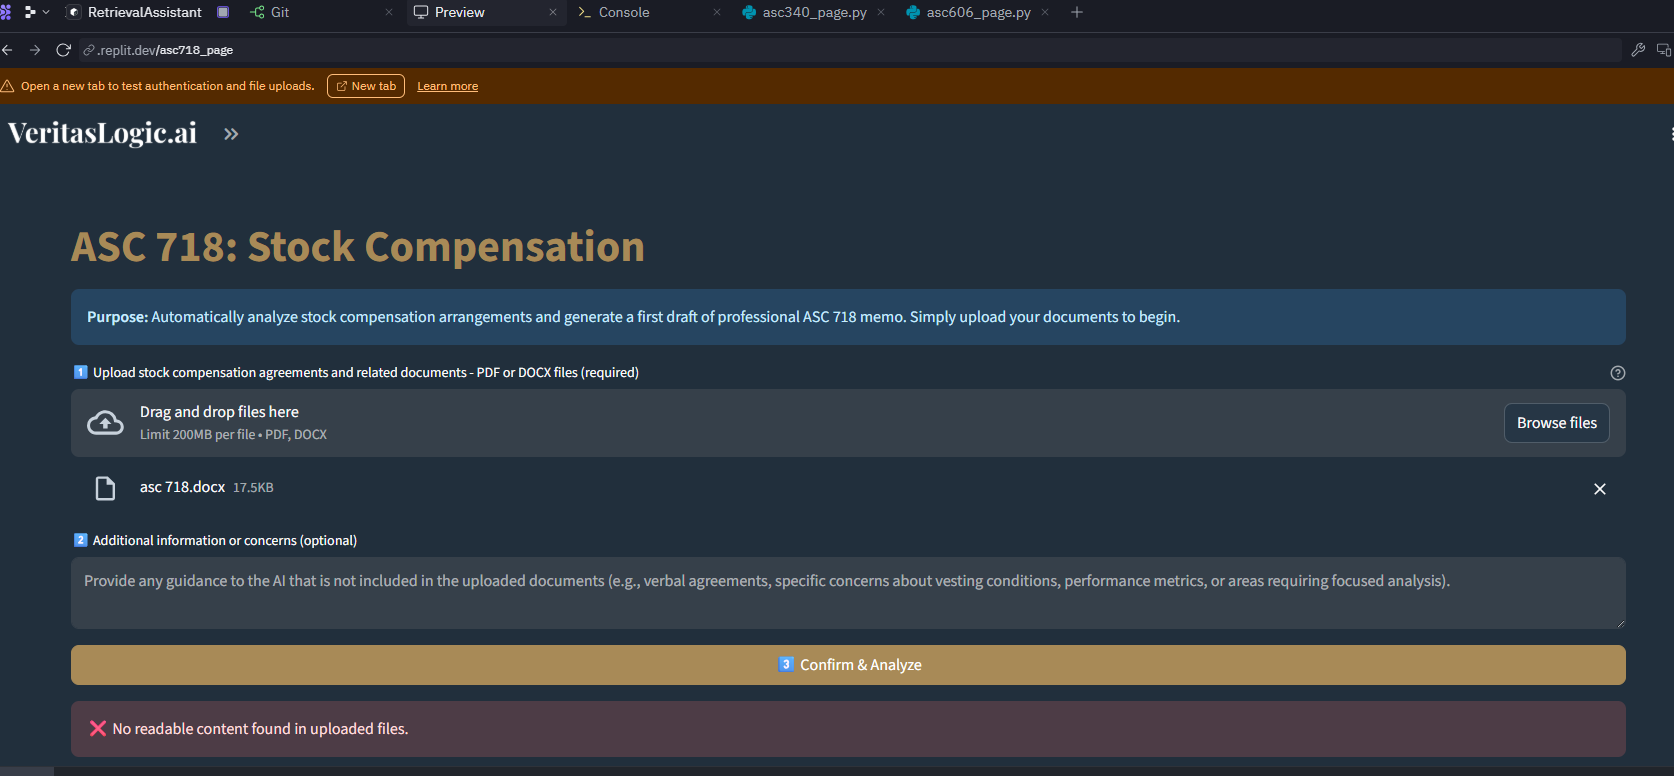 RetrievalAssistant
Git
Preview
Console
asc340_page.py
asc606_page.py
.replit.dev/asc718_page
Open a new tab to test authentication and file uploads.
New tab
Learn more
VeritasLogic.ai
ASC 718: Stock Compensation
Purpose: Automatically analyze stock compensation arrangements and generate a first draft of professional ASC 718 memo. Simply upload your documents to begin.
1 Upload stock compensation agreements and related documents - PDF or DOCX files (required)
Drag and drop files here
Limit 200MB per file • PDF, DOCX
Browse files
asc 718.docx 17.5KB
2 Additional information or concerns (optional)
Provide any guidance to the AI that is not included in the uploaded documents (e.g., verbal agreements, specific concerns about vesting conditions, performance metrics, or areas requiring focused analysis).
3 Confirm & Analyze
❌ No readable content found in uploaded files.